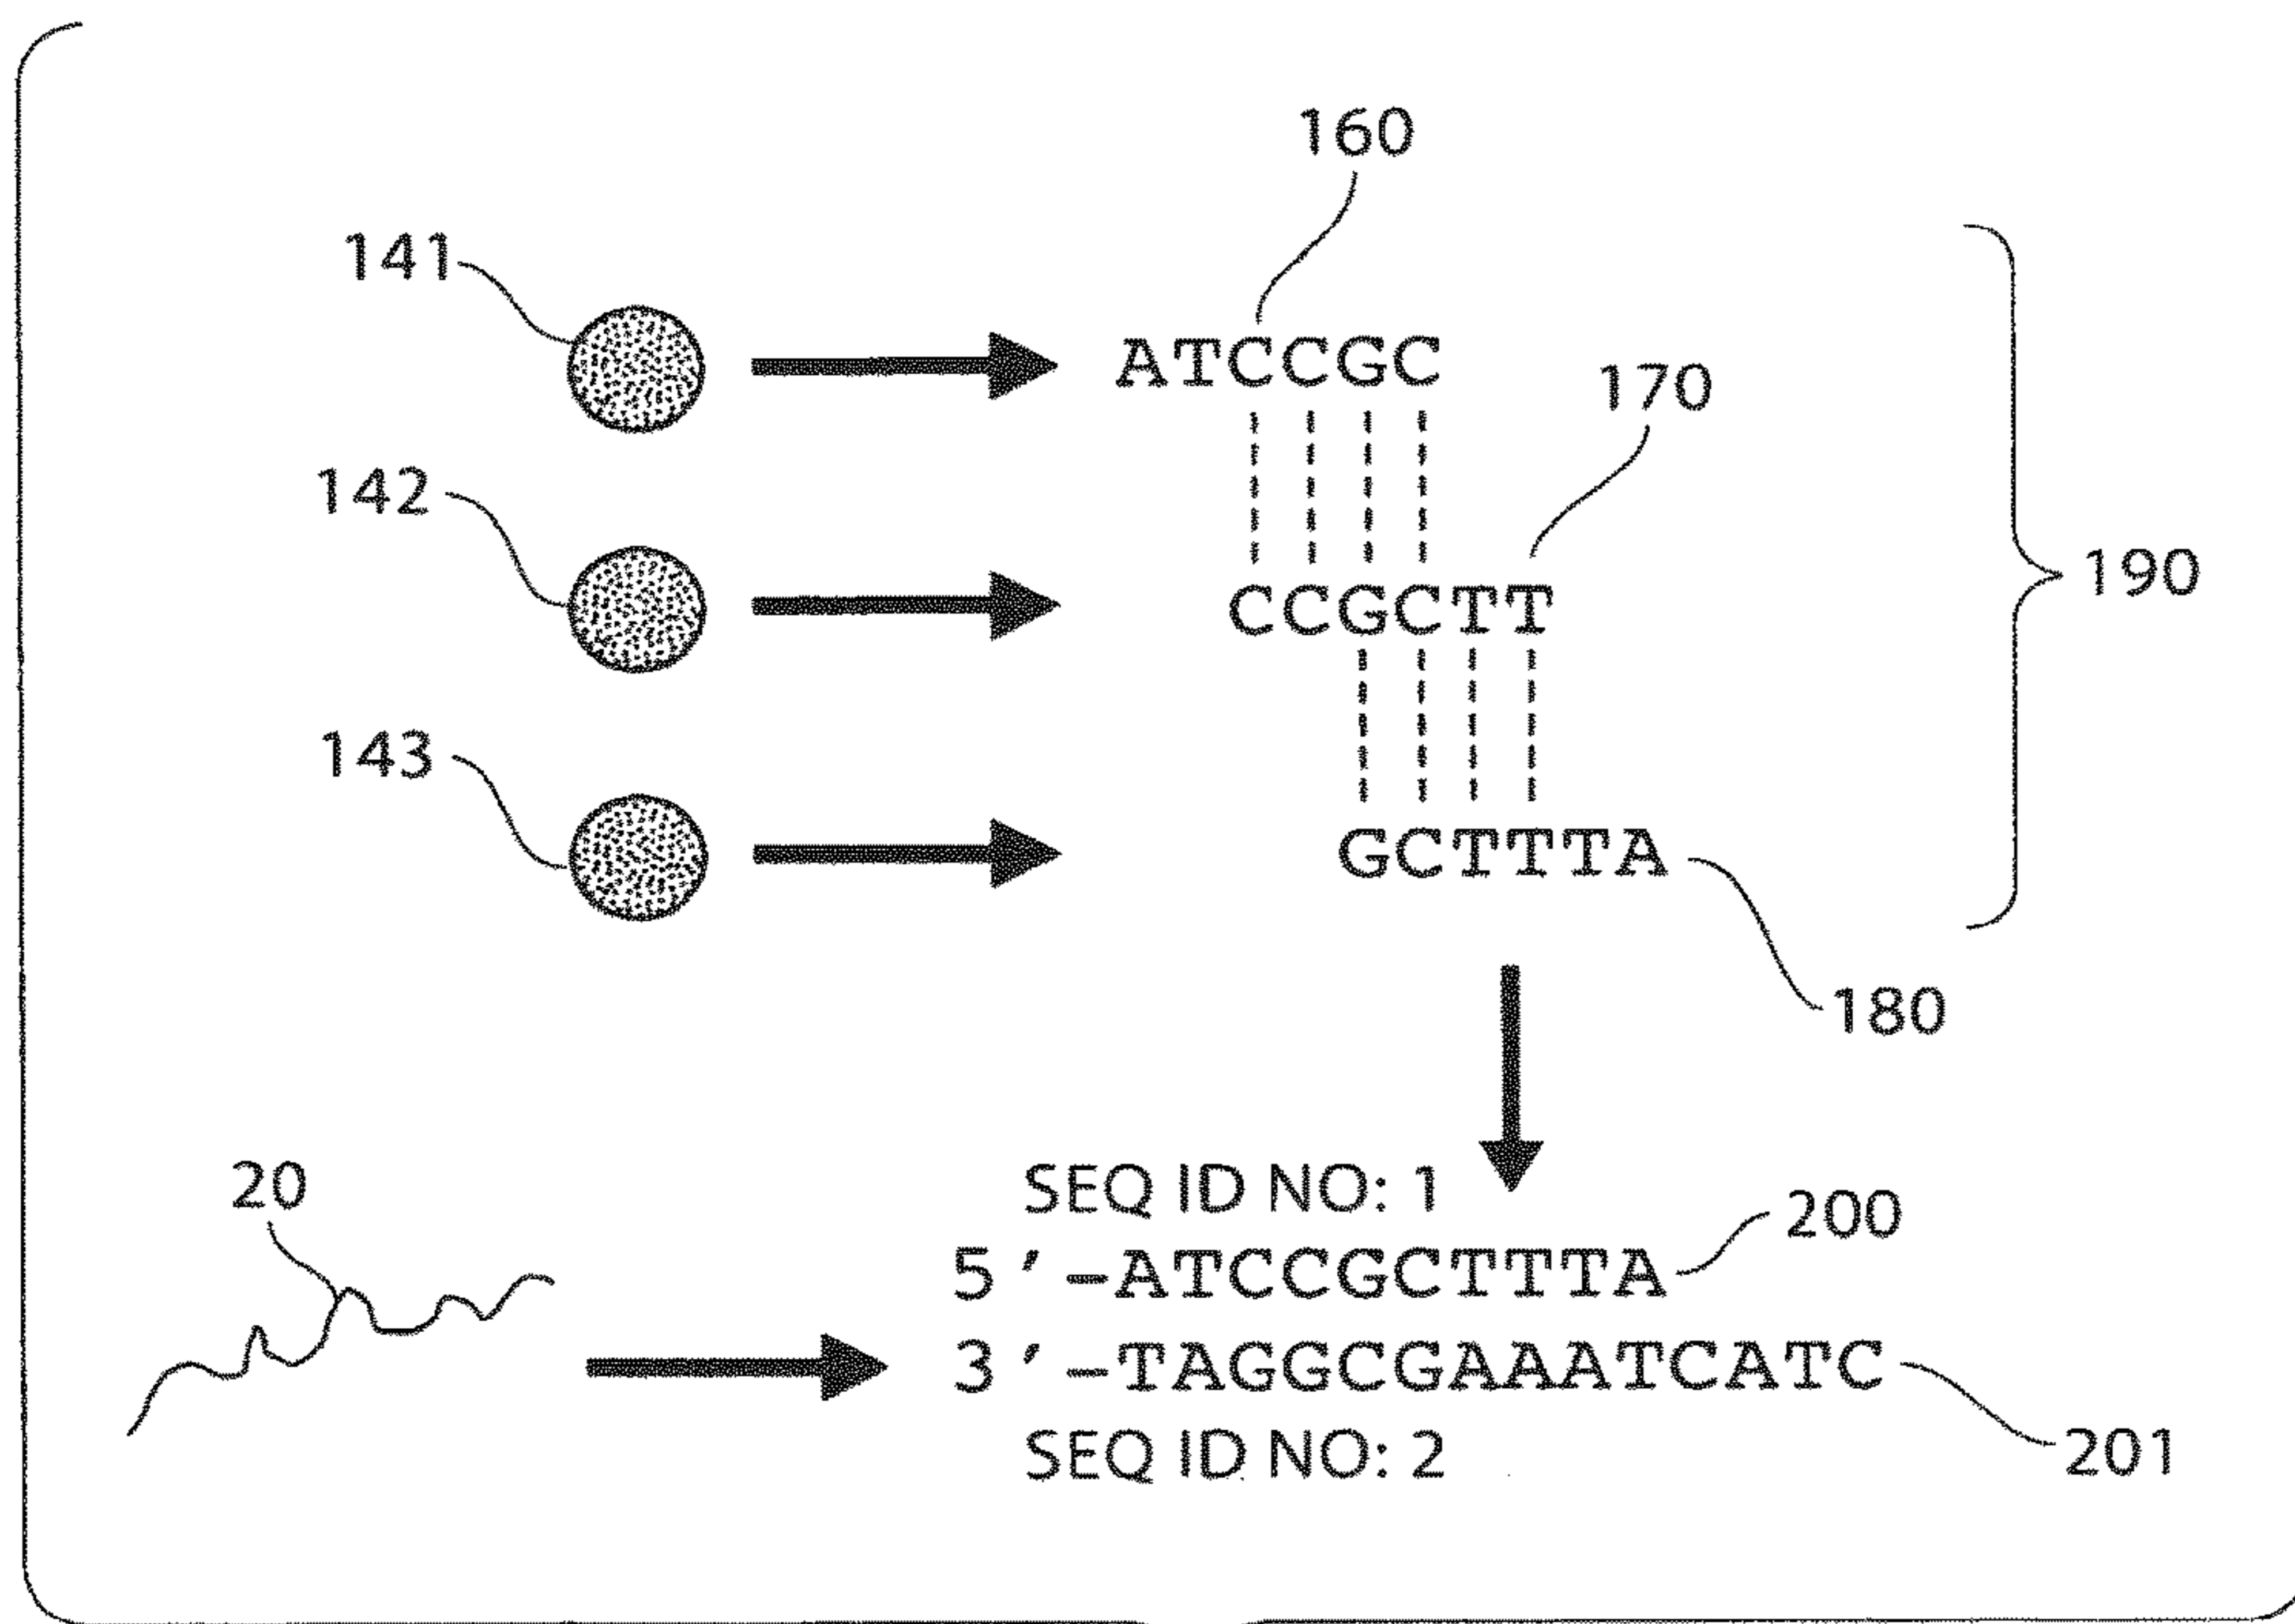 160
141
ATCCGC
170
142
CCGCTT
190
143
GCTTTA
180
SEQ ID NO: 1
20
200
5'-ATCCGCTTTA
3'-TAGGCGAAATCATC
201
SEQ ID NO: 2